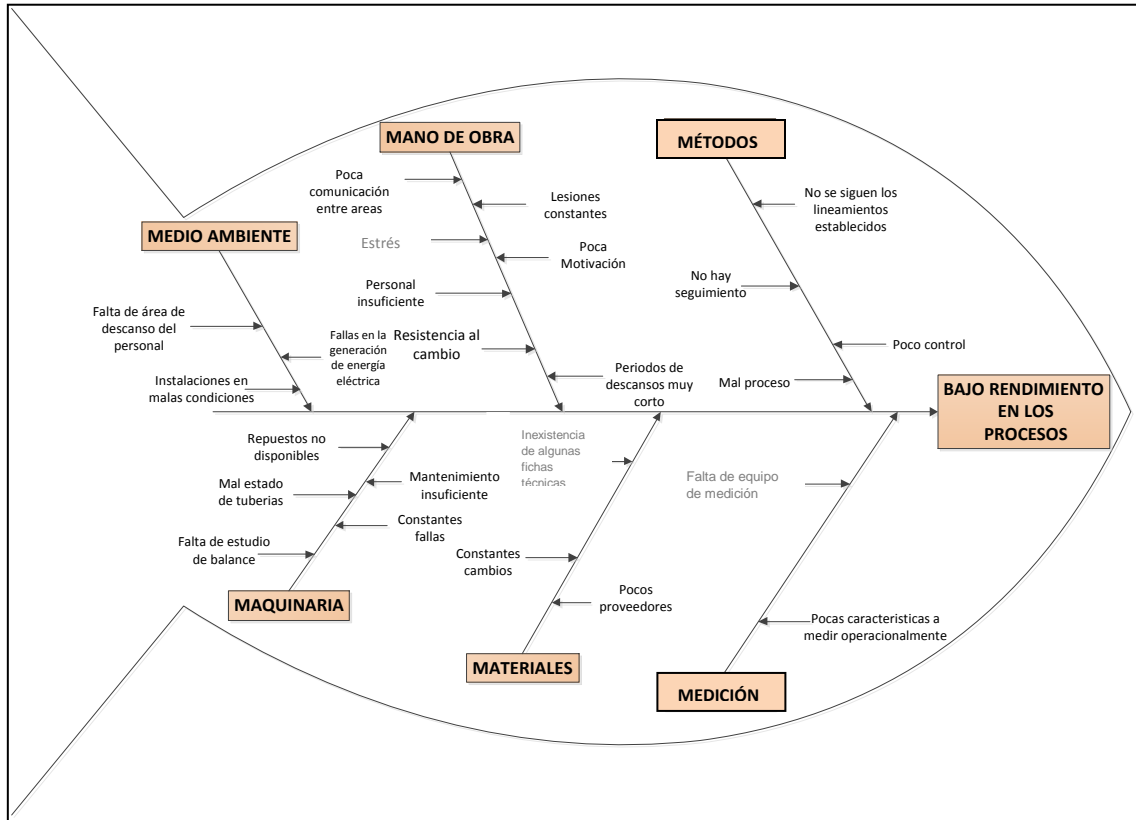 MANO DE OBRA
MÉTODOS
Poca
comunicación
entre areas
Lesiones
constantes
No se siguen los
lineamientos
establecidos
MEDIO AMBIENTE
Estrés
Poca
Motivación
Personal
insuficiente
No hay
seguimiento
Falta de área de
descanso del
personal
Fallas en la
generación
de energía
eléctrica
Resistencia al
cambio
Poco control
Instalaciones en
malas condiciones
Periodos de
descansos muy
corto
Mal proceso
BAJO RENDIMIENTO
EN LOS
PROCESOS
Repuestos no
disponibles
Inexistencia
de algunas
fichas
técnicas
Falta de equipo
de medición
Mal estado
de tuberias
Mantenimiento
insuficiente
Constantes
fallas
Falta de estudio
de balance
Constantes
cambios
Pocos
proveedores
MAQUINARIA
Pocas caracteristicas a
medir operacionalmente
MATERIALES
MEDICIÓN